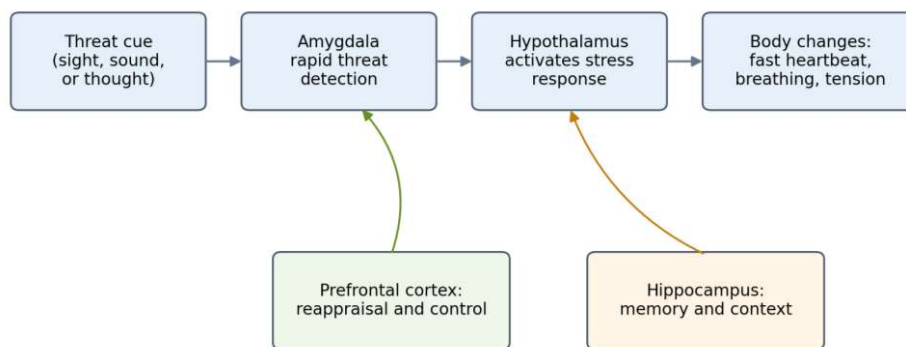 Threat cue
(sight, sound,
or thought)
Amygdala
rapid threat
detection
Hypothalamus
activates stress
response
Body changes:
fast heartbeat,
breathing, tension
Prefrontal cortex:
reappraisal and control
Hippocampus:
memory and context